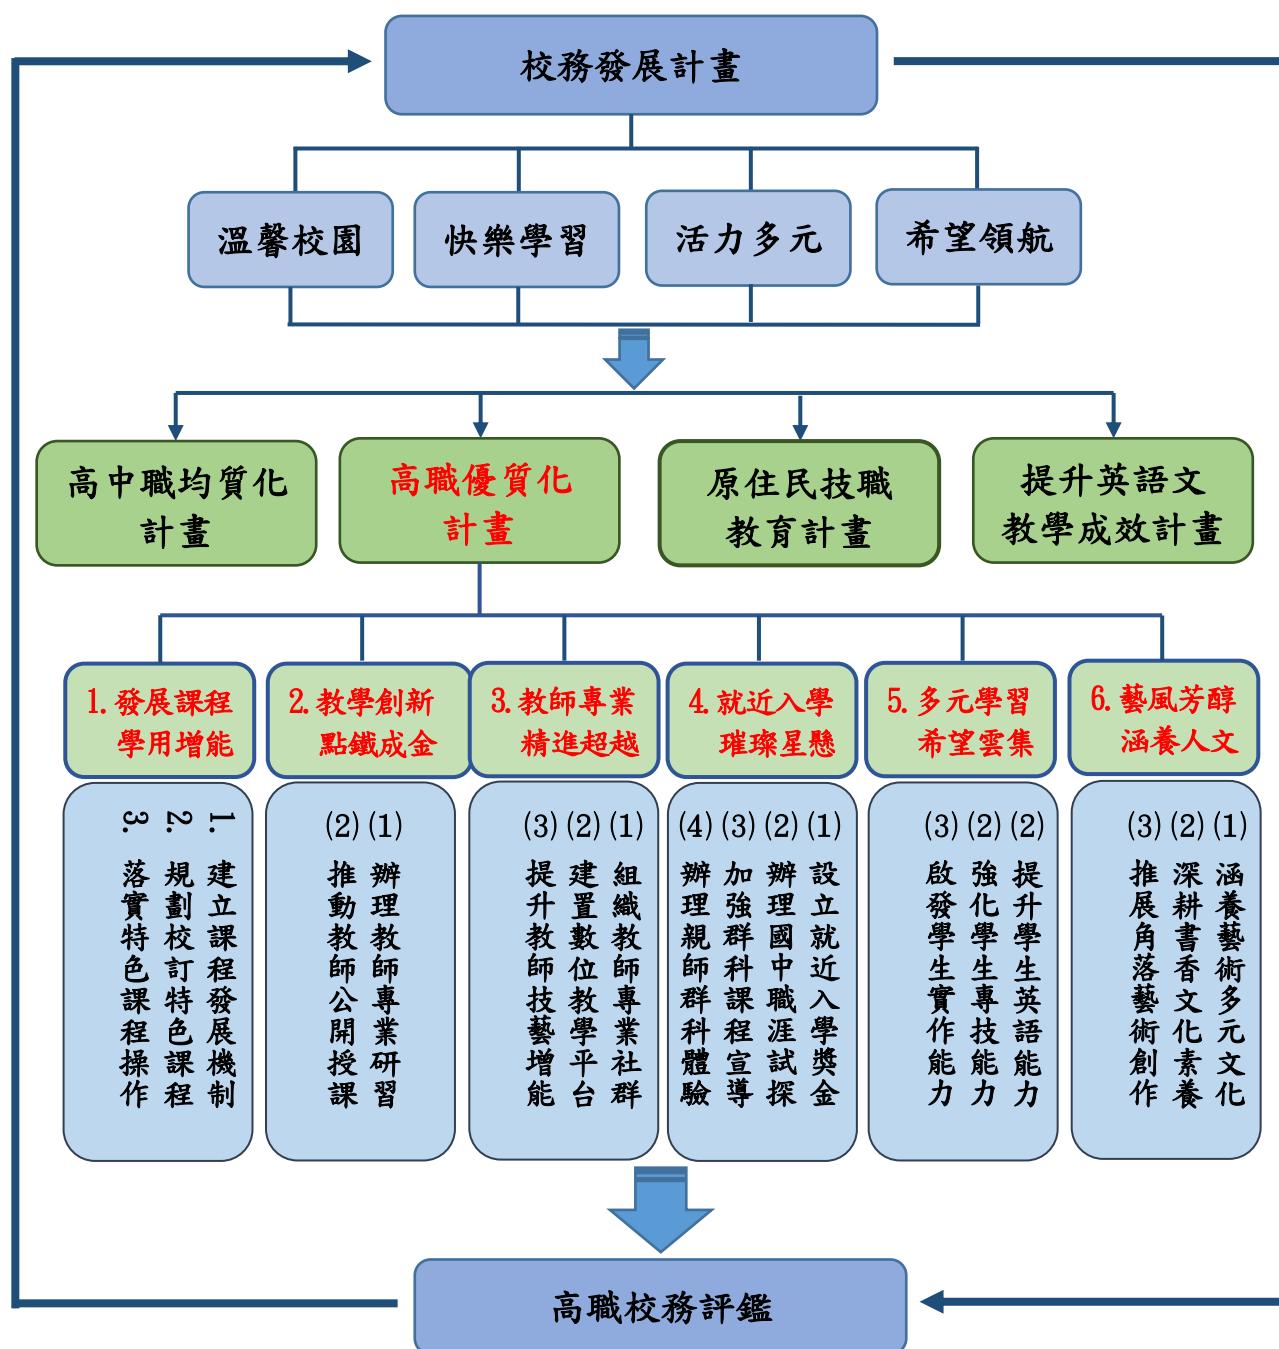 校務發展計畫
溫馨校園
快樂學習
活力多元
希望領航
高中職均質化
計畫
高職優質化
計畫
原住民技職
教育計畫
提升英語文
教學成效計畫
1.發展課程
學用增能
2.教學創新
點鐵成金
3.教師專業
精進超越
4.就近入學
璀璨星懸
5.多元學習
希望雲集
6.藝風芳醇
涵養人文
1. 建立課程發展機制
2. 規劃校訂特色課程
3. 落實特色課程操作
(1)辦理教師專業研習
(2)推動教師公開授課
(1)組織教師專業社群
(2)建置數位教學平台
(3)提升教師技藝增能
(1)設立就近入學獎金
(2)辦理國中職涯試探
(3)加強群科課程宣導
(4)辦理親師群科體驗
(2)提升學生英語能力
(2)強化學生專技能力
(3)啟發學生實作能力
(1)涵養藝術多元文化
(2)深耕書香文化素養
(3)推展角落藝術創作
高職校務評鑑